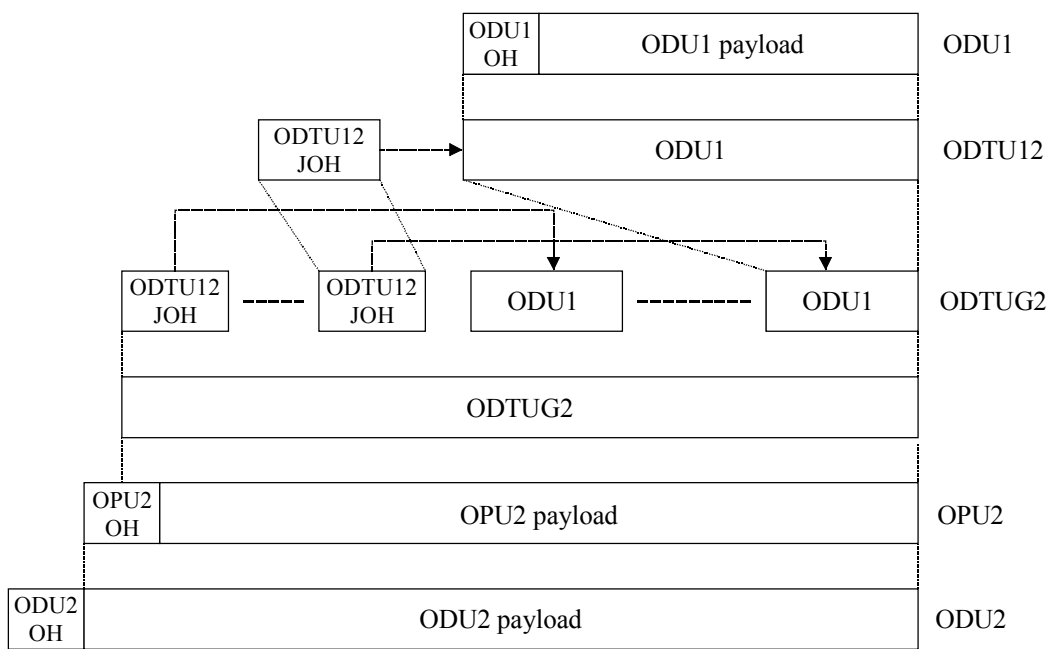 ODU1
OH
ODU1 payload
ODU1
ODTU12
JOH
ODU1
ODTU12
ODTU12
JOH
ODTU12
JOH
ODU1
ODU1
ODTUG2
ODTUG2
OPU2
OH
OPU2 payload
OPU2
ODU2
OH
ODU2 payload
ODU2